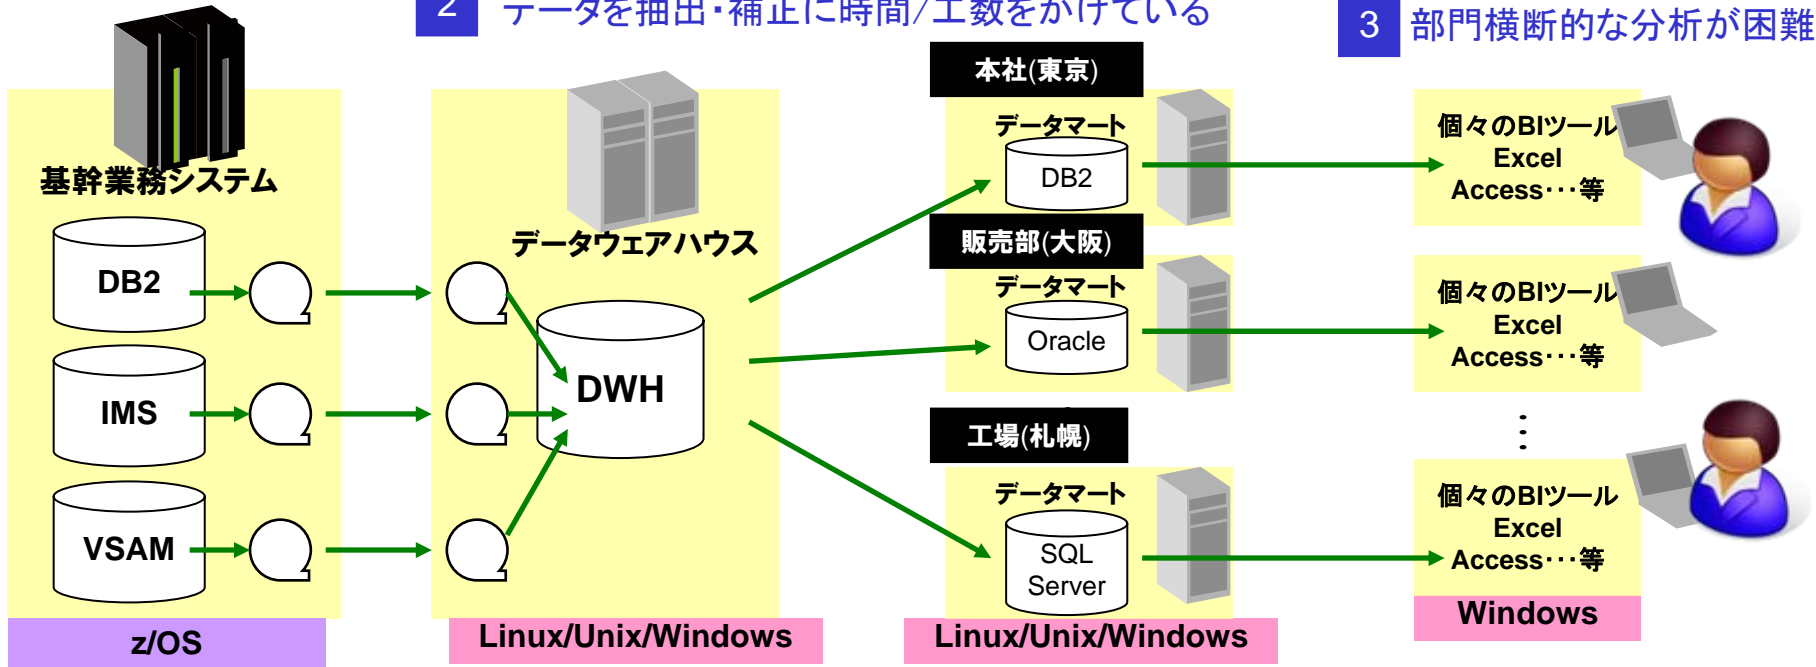 2 データを抽出・補正に時間/工数をかけている
3 部門横断的な分析が困難
基幹業務システム
DB2
IMS
VSAM
z/OS
データウェアハウス
DWH
Linux/Unix/Windows
本社(東京)
データマート
DB2
販売部(大阪)
データマート
Oracle
工場(札幌)
データマート
SQL
Server
Linux/Unix/Windows
個々のBIツール
Excel
Access･･･等
個々のBIツール
Excel
Access･･･等
⋮
個々のBIツール
Excel
Access･･･等
Windows